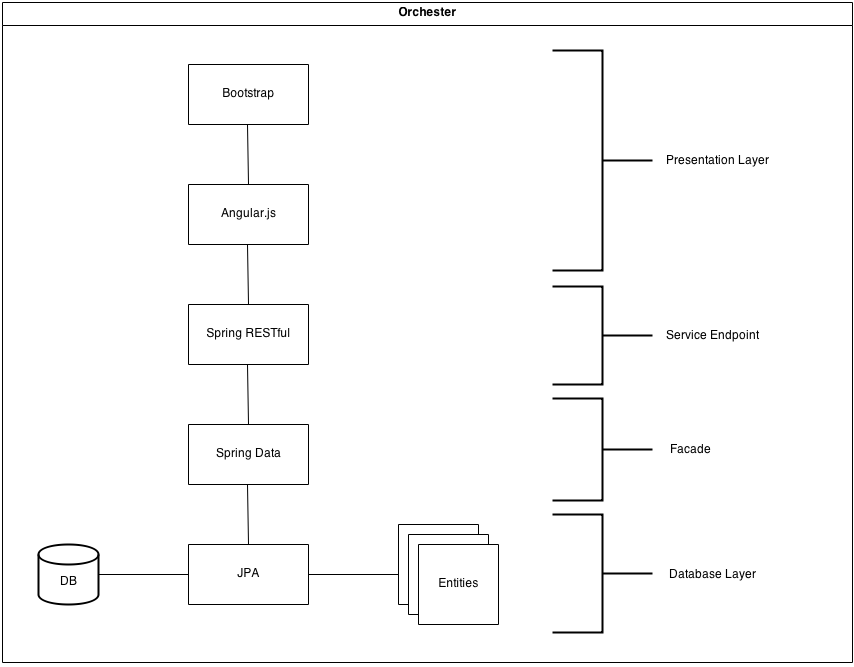 Orchester
Bootstrap
Presentation Layer
Angular.js
Spring RESTful
Service Endpoint
Spring Data
Facade
DB
JPA
Entities
Database Layer